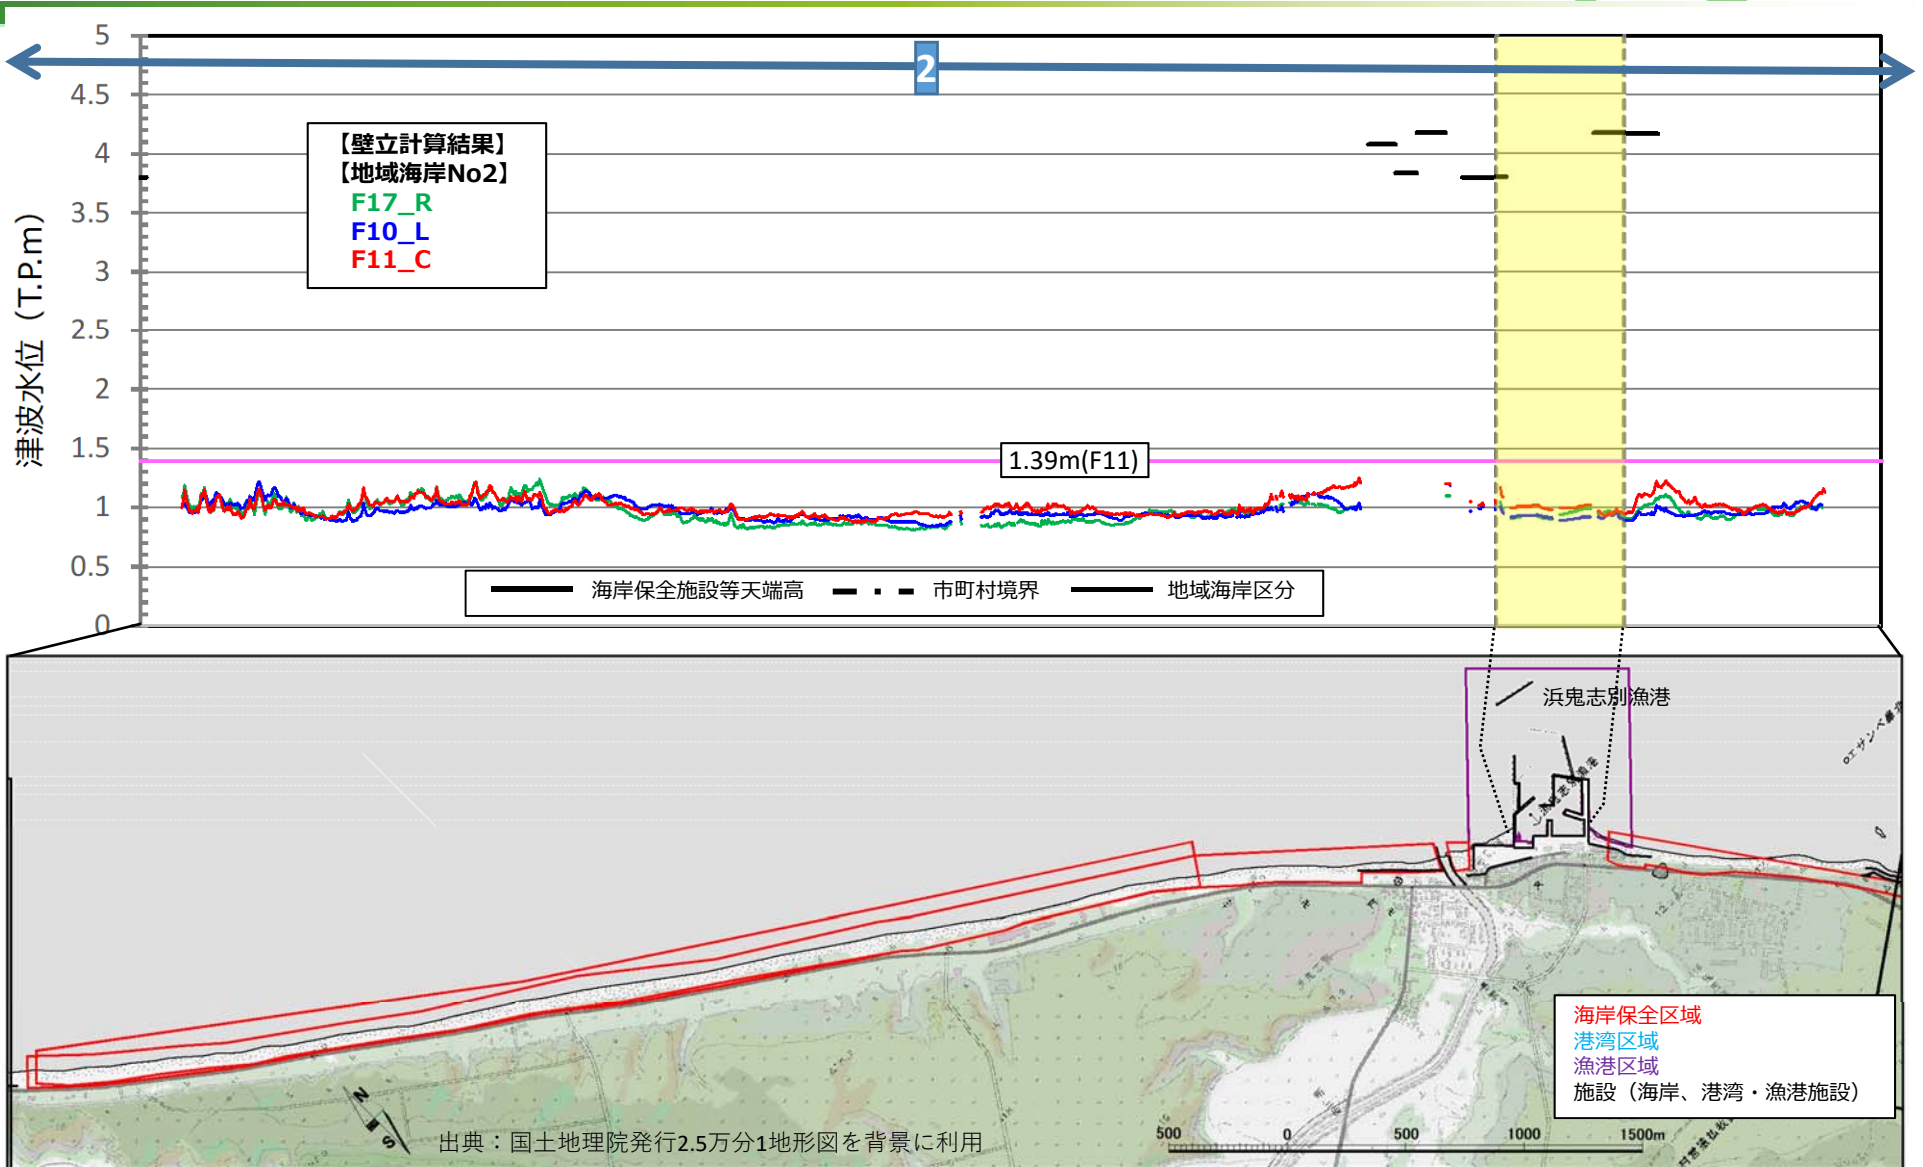 2
5
4.5
4
3.5
3
2.5
2
1.5
1
0.5
0
津波水位（T.P.m）
【壁立計算結果】
【地域海岸No2】
F17_R
F10_L
F11_C
1.39m(F11)
海岸保全施設等天端高
市町村境界
地域海岸区分
浜鬼志別漁港
エサンベ鼻北
海岸保全区域
港湾区域
漁港区域
施設（海岸、港湾・漁港施設）
N
S
出典：国土地理院発行2.5万分1地形図を背景に利用
500
0
500
1000
1500m